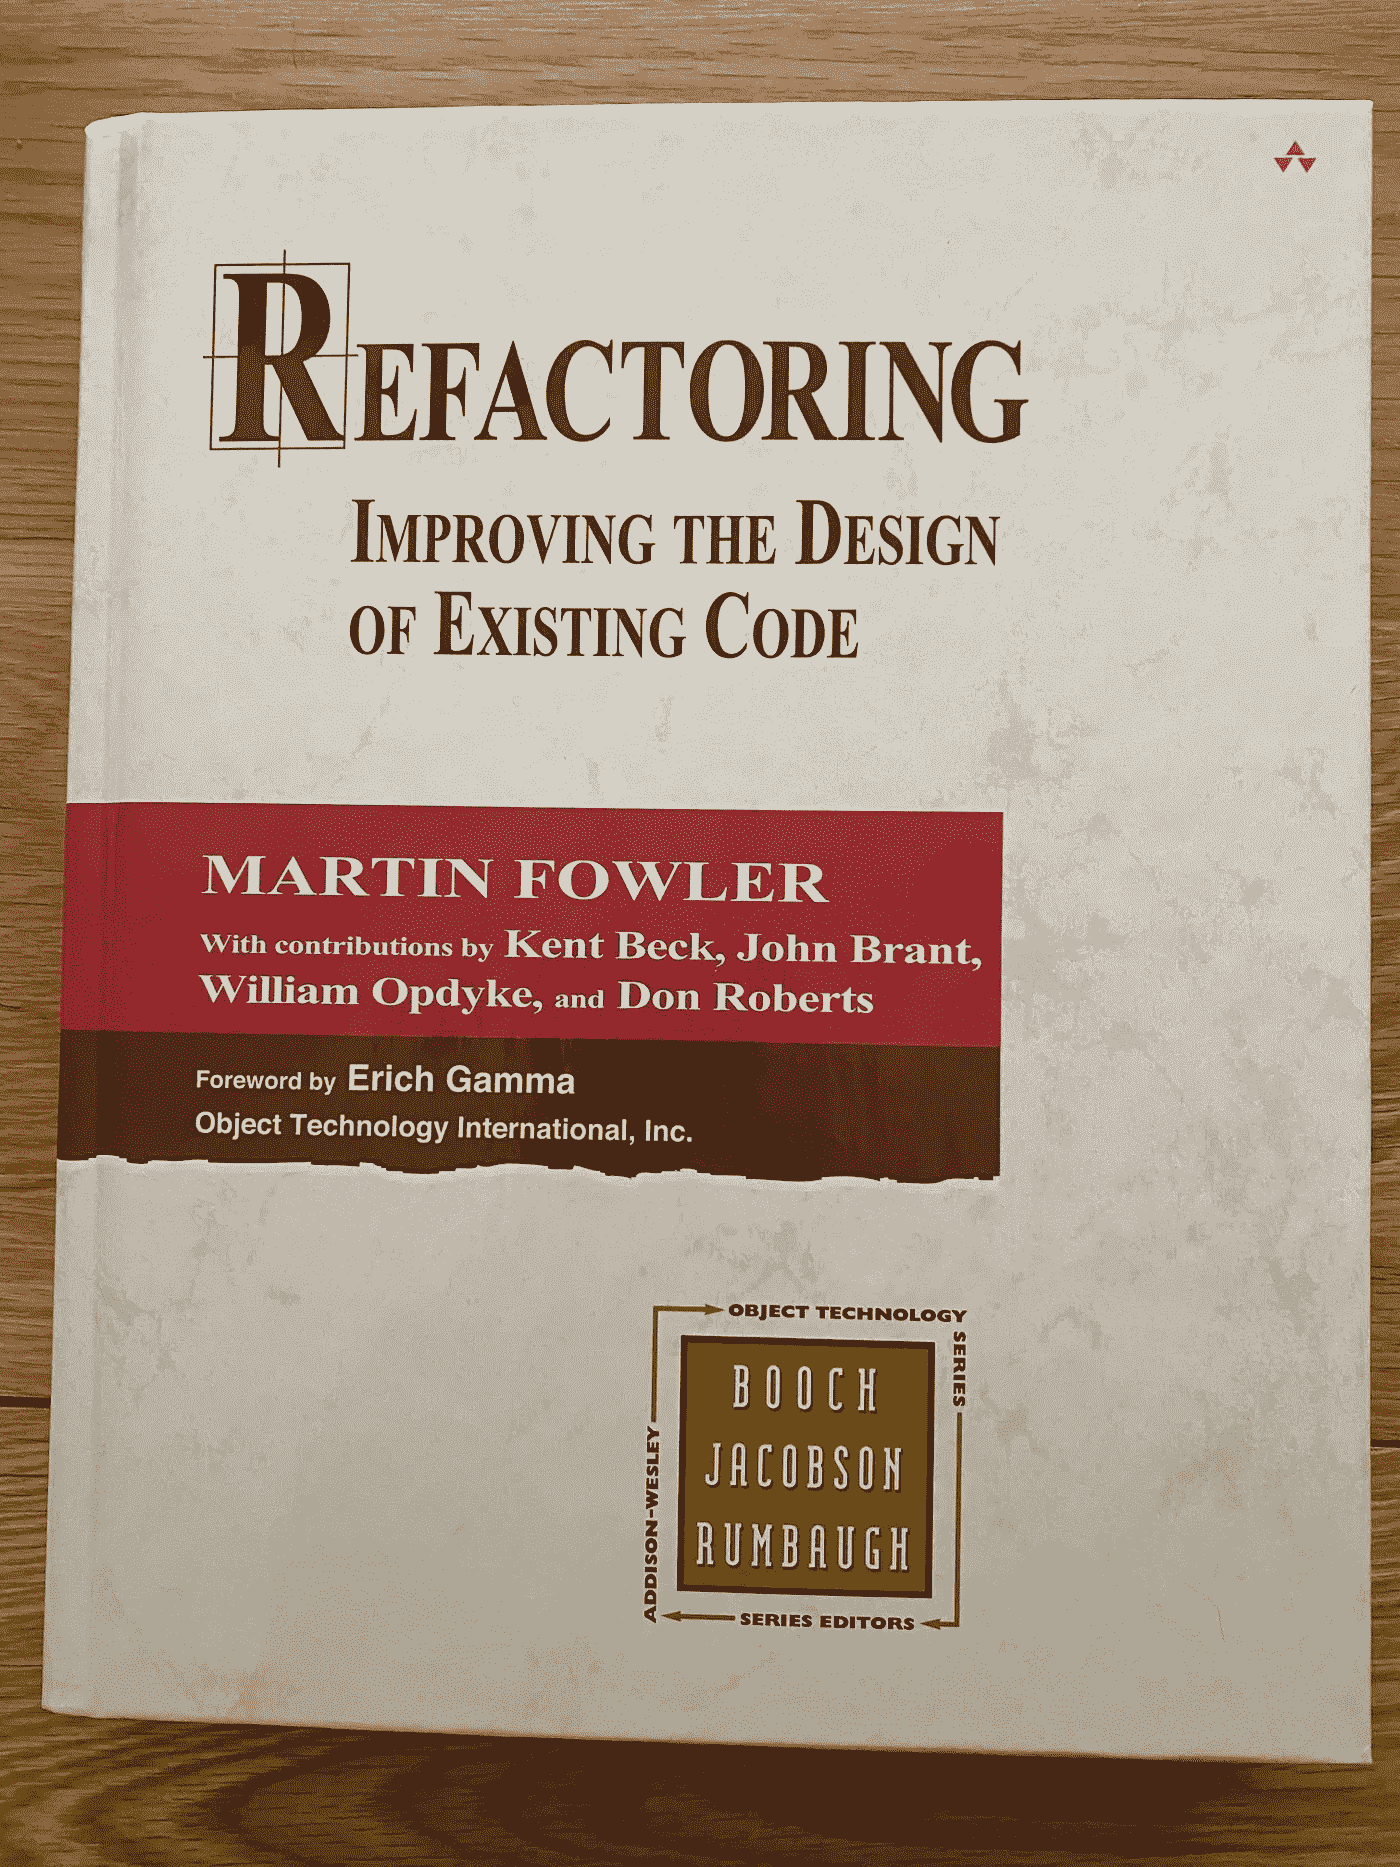 REFACTORING
IMPROVING THE DESIGN
OF EXISTING CODE
MARTIN FOWLER
With contributions by Kent Beck, John Brant,
William Opdyke, and Don Roberts
Foreword by Erich Gamma
Object Technology International, Inc.
OBJECT TECHNOLOGY
SERIES
BOOCH
JACOBSON
RUMBAUGH
ADDISON-WESLEY
SERIES EDITORS